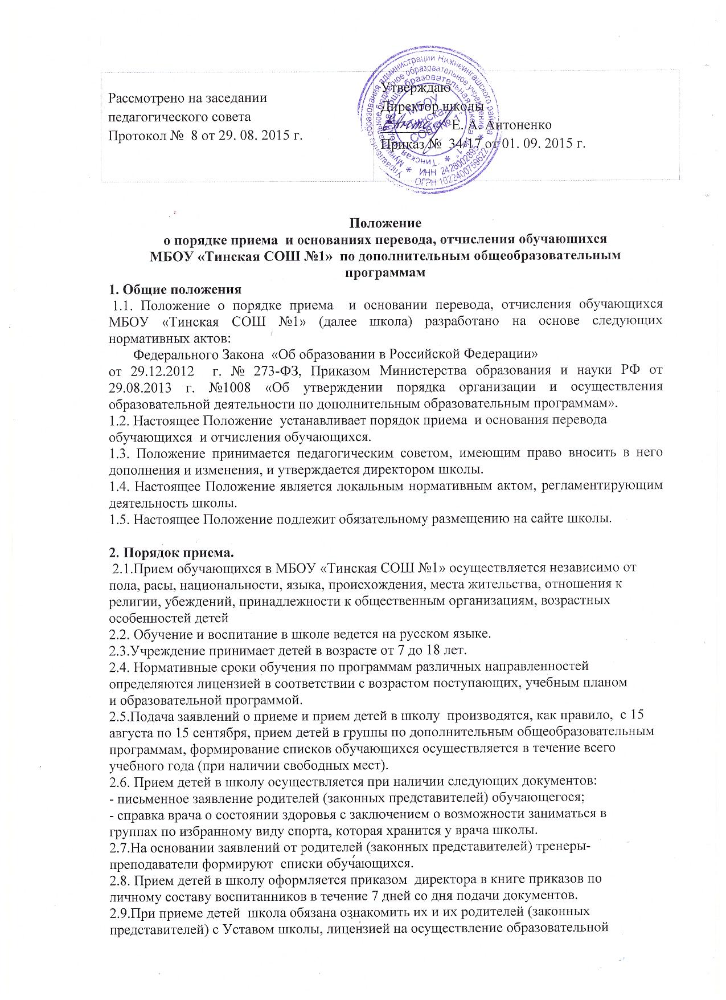 Рассмотрено на заседании
педагогического совета
Протокол №  8 от 29. 08. 2015 г.
Утверждаю
Директор школы
Е. А. Антоненко
Приказ №  34/17 от 01. 09. 2015 г.
МБОУ
Тинская
СОШ № 1
ИНН 2428002895
ОГРН 1022400759622
Положение
о порядке приема  и основаниях перевода, отчисления обучающихся
МБОУ «Тинская СОШ №1»  по дополнительным общеобразовательным
программам
1. Общие положения
1.1. Положение о порядке приема  и основании перевода, отчисления обучающихся
МБОУ «Тинская СОШ №1» (далее школа) разработано на основе следующих
нормативных актов:
Федерального Закона  «Об образовании в Российской Федерации»
от 29.12.2012  г. № 273-ФЗ, Приказом Министерства образования и науки РФ от
29.08.2013 г. №1008 «Об утверждении порядка организации и осуществления
образовательной деятельности по дополнительным образовательным программам».
1.2. Настоящее Положение  устанавливает порядок приема  и основания перевода
обучающихся  и отчисления обучающихся.
1.3. Положение принимается педагогическим советом, имеющим право вносить в него
дополнения и изменения, и утверждается директором школы.
1.4. Настоящее Положение является локальным нормативным актом, регламентирующим
деятельность школы.
1.5. Настоящее Положение подлежит обязательному размещению на сайте школы.
2. Порядок приема.
2.1.Прием обучающихся в МБОУ «Тинская СОШ №1» осуществляется независимо от
пола, расы, национальности, языка, происхождения, места жительства, отношения к
религии, убеждений, принадлежности к общественным организациям, возрастных
особенностей детей
2.2. Обучение и воспитание в школе ведется на русском языке.
2.3.Учреждение принимает детей в возрасте от 7 до 18 лет.
2.4. Нормативные сроки обучения по программам различных направленностей
определяются лицензией в соответствии с возрастом поступающих, учебным планом
и образовательной программой.
2.5.Подача заявлений о приеме и прием детей в школу  производятся, как правило,  с 15
августа по 15 сентября, прием детей в группы по дополнительным общеобразовательным
программам, формирование списков обучающихся осуществляется в течение всего
учебного года (при наличии свободных мест).
2.6. Прием детей в школу осуществляется при наличии следующих документов:
- письменное заявление родителей (законных представителей) обучающегося;
- справка врача о состоянии здоровья с заключением о возможности заниматься в
группах по избранному виду спорта, которая хранится у врача школы.
2.7.На основании заявлений от родителей (законных представителей) тренеры-
преподаватели формируют  списки обучающихся.
2.8. Прием детей в школу оформляется приказом  директора в книге приказов по
личному составу воспитанников в течение 7 дней со дня подачи документов.
2.9.При приеме детей  школа обязана ознакомить их и их родителей (законных
представителей) с Уставом школы, лицензией на осуществление образовательной